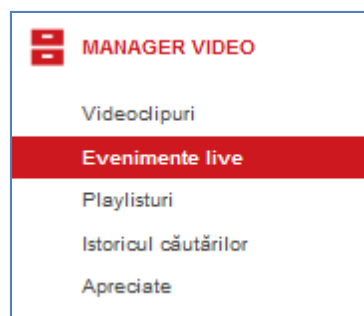 MANAGER VIDEO
Videoclipuri
Evenimente live
Playlisturi
Istoricul căutărilor
Apreciate